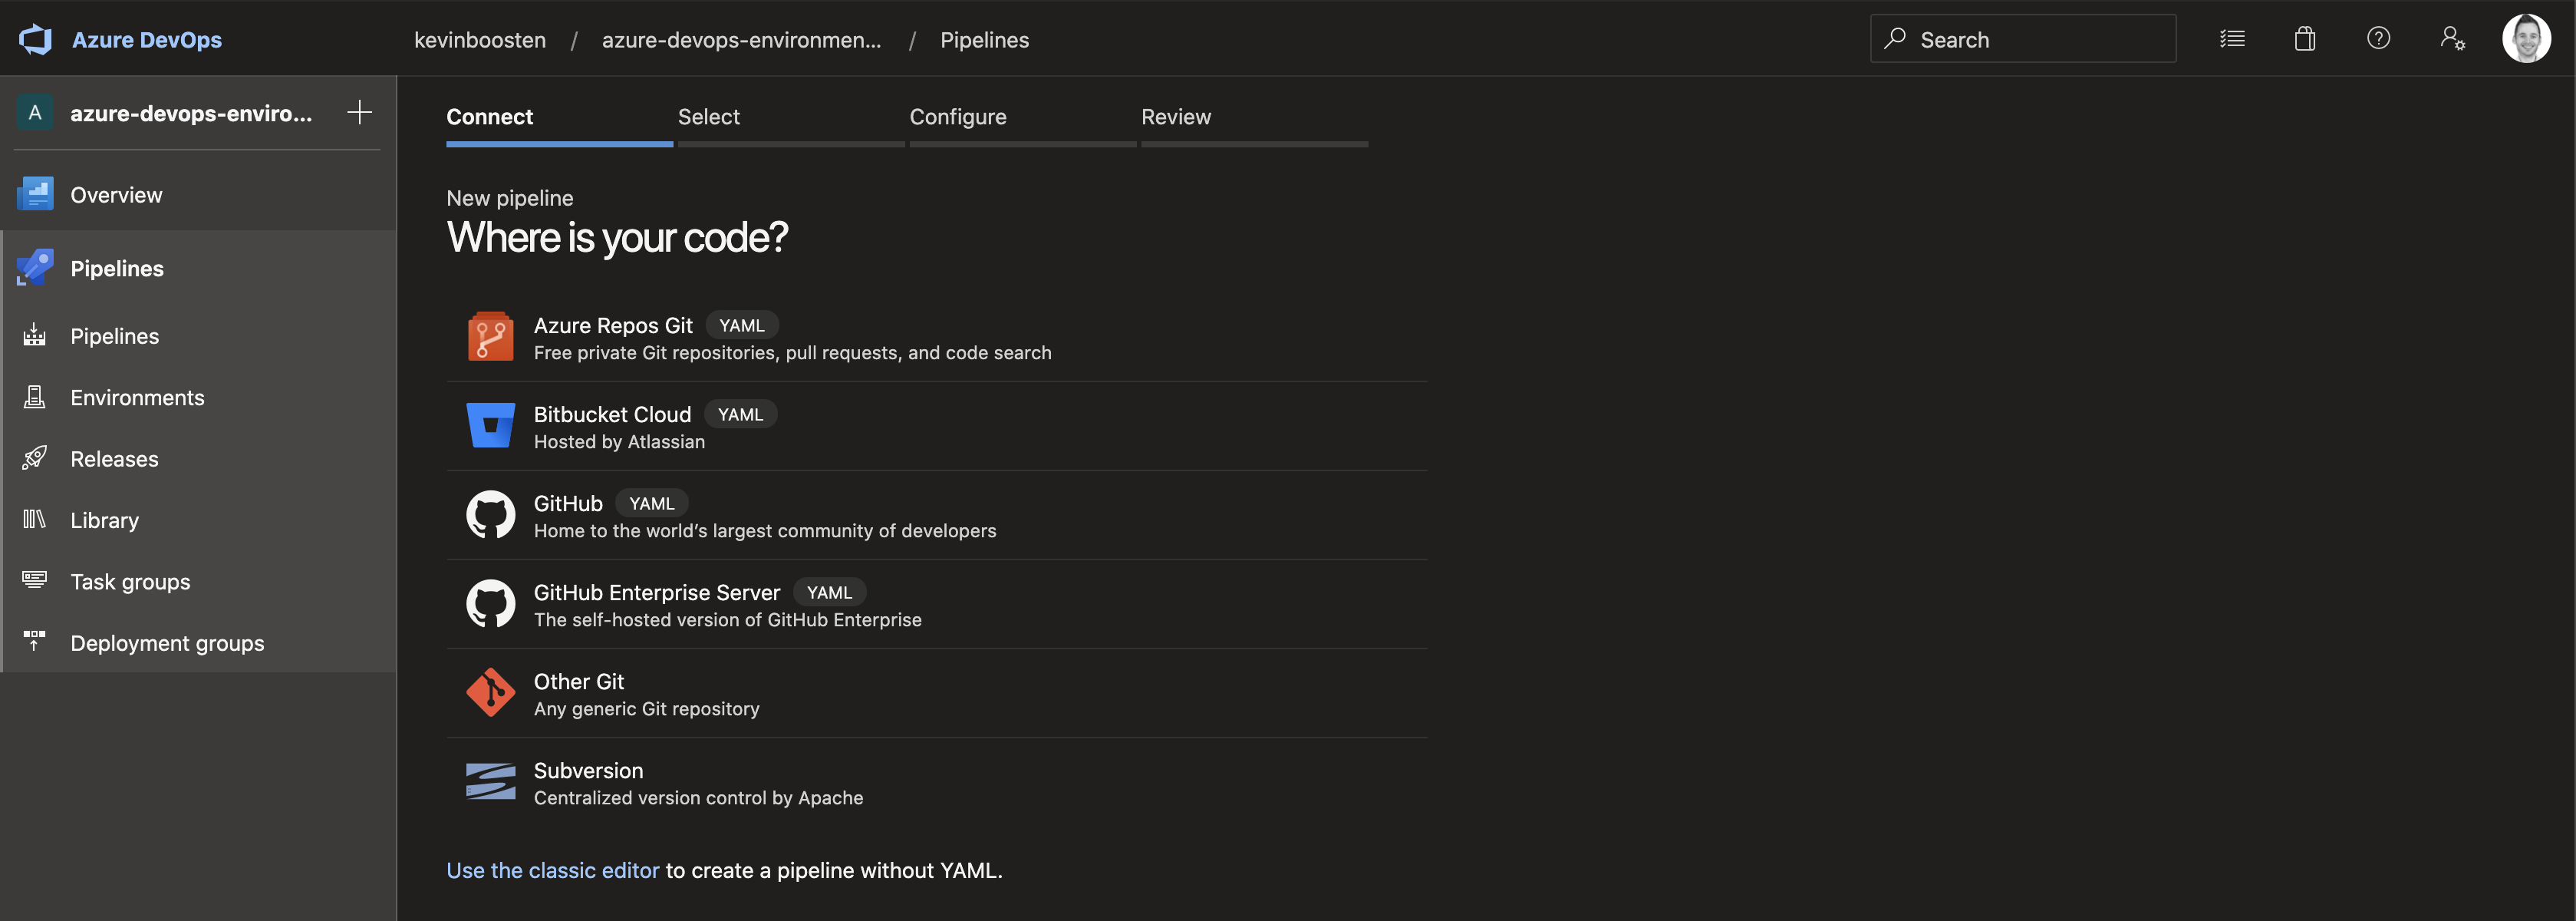 Azure DevOps
kevinboosten / azure-devops-environmen... / Pipelines
Search
A azure-devops-enviro...
Overview
Pipelines
Pipelines
Environments
Releases
Library
Task groups
Deployment groups
Connect Select Configure Review
New pipeline
Where is your code?
Azure Repos Git YAML
Free private Git repositories, pull requests, and code search
Bitbucket Cloud YAML
Hosted by Atlassian
GitHub YAML
Home to the world’s largest community of developers
GitHub Enterprise Server YAML
The self-hosted version of GitHub Enterprise
Other Git
Any generic Git repository
Subversion
Centralized version control by Apache
Use the classic editor to create a pipeline without YAML.